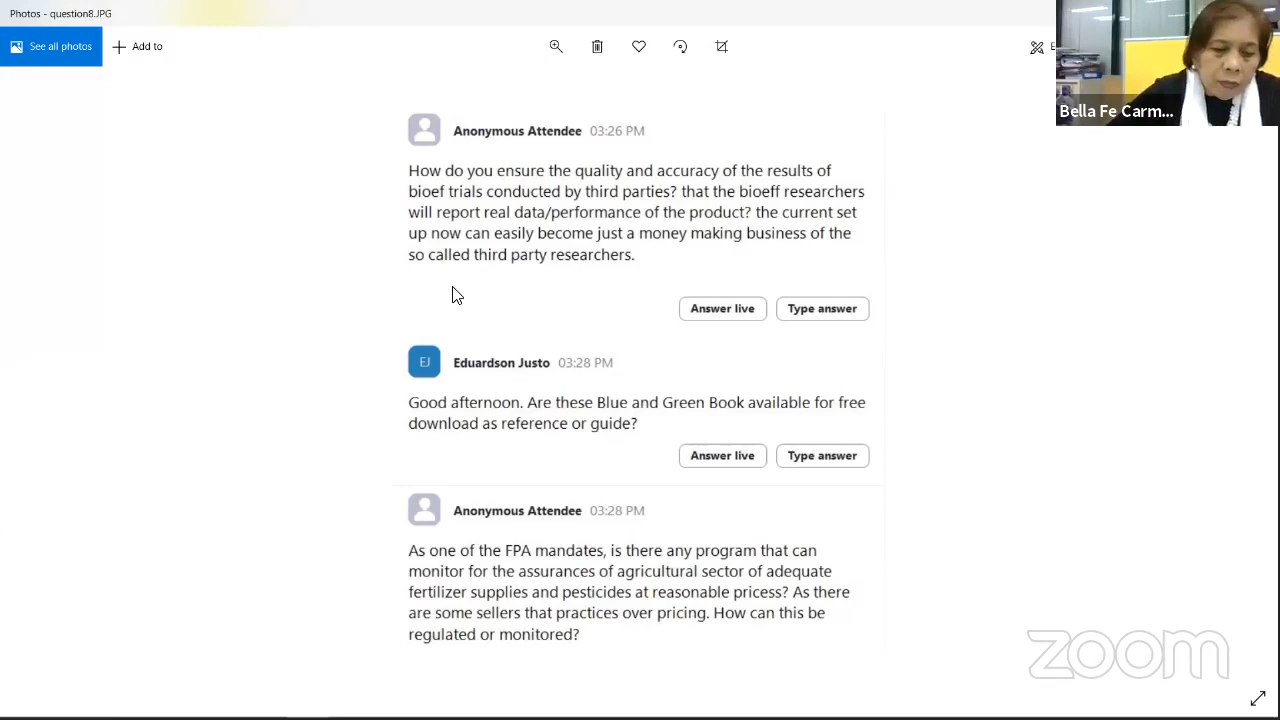 Photos - question8.JPG
See all photos
Add to
Bella Fe Carm...
Anonymous Attendee 03:26 PM
How do you ensure the quality and accuracy of the results of
bioef trials conducted by third parties? that the bioeff researchers
will report real data/performance of the product? the current set
up now can easily become just a money making business of the
so called third party researchers.
Answer live Type answer
EJ Eduardson Justo 03:28 PM
Good afternoon. Are these Blue and Green Book available for free
download as reference or guide?
Answer live Type answer
Anonymous Attendee 03:28 PM
As one of the FPA mandates, is there any program that can
monitor for the assurances of agricultural sector of adequate
fertilizer supplies and pesticides at reasonable pricess? As there
are some sellers that practices over pricing. How can this be
regulated or monitored?
zoom